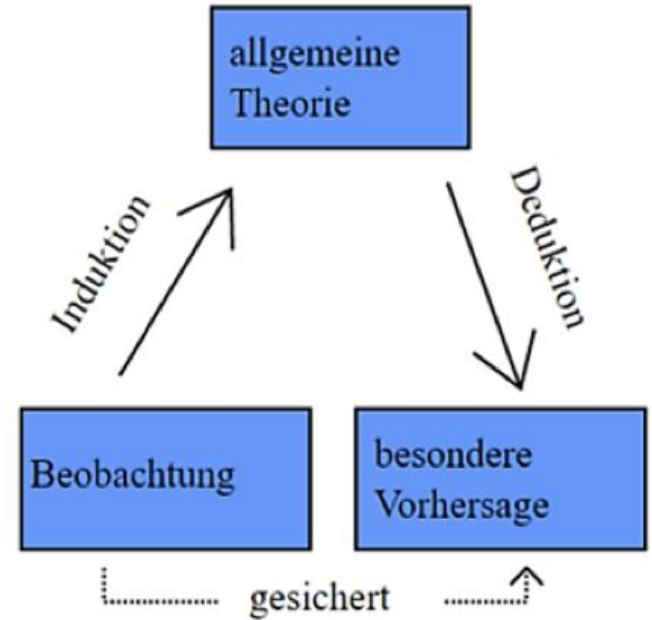 allgemeine
Theorie
Induktion
Deduktion
Beobachtung
besondere
Vorhersage
gesichert